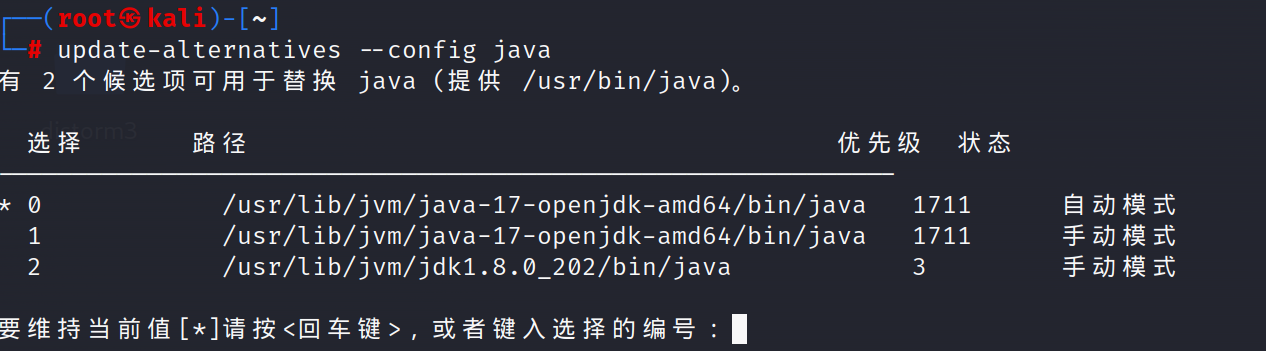 ┌──(root㉿kali)-[~]
└─# update-alternatives --config java
有 2 个候选项可用于替换 java (提供 /usr/bin/java)。
选择 路径 优先级 状态
------------------------------------------------------------
* 0 /usr/lib/jvm/java-17-openjdk-amd64/bin/java 1711 自动模式
1 /usr/lib/jvm/java-17-openjdk-amd64/bin/java 1711 手动模式
2 /usr/lib/jvm/jdk1.8.0_202/bin/java 3 手动模式
要维持当前值[*]请按<回车键>，或者键入选择的编号：